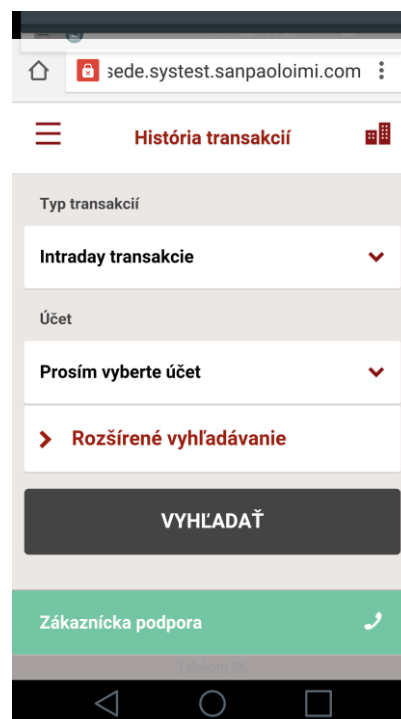 sede.systest.sanpaoloimi.com
História transakcií
Typ transakcií
Intraday transakcie
Účet
Prosím vyberte účet
Rozšírené vyhľadávanie
VYHĽADAŤ
Zákaznícka podpora
Telekom SK